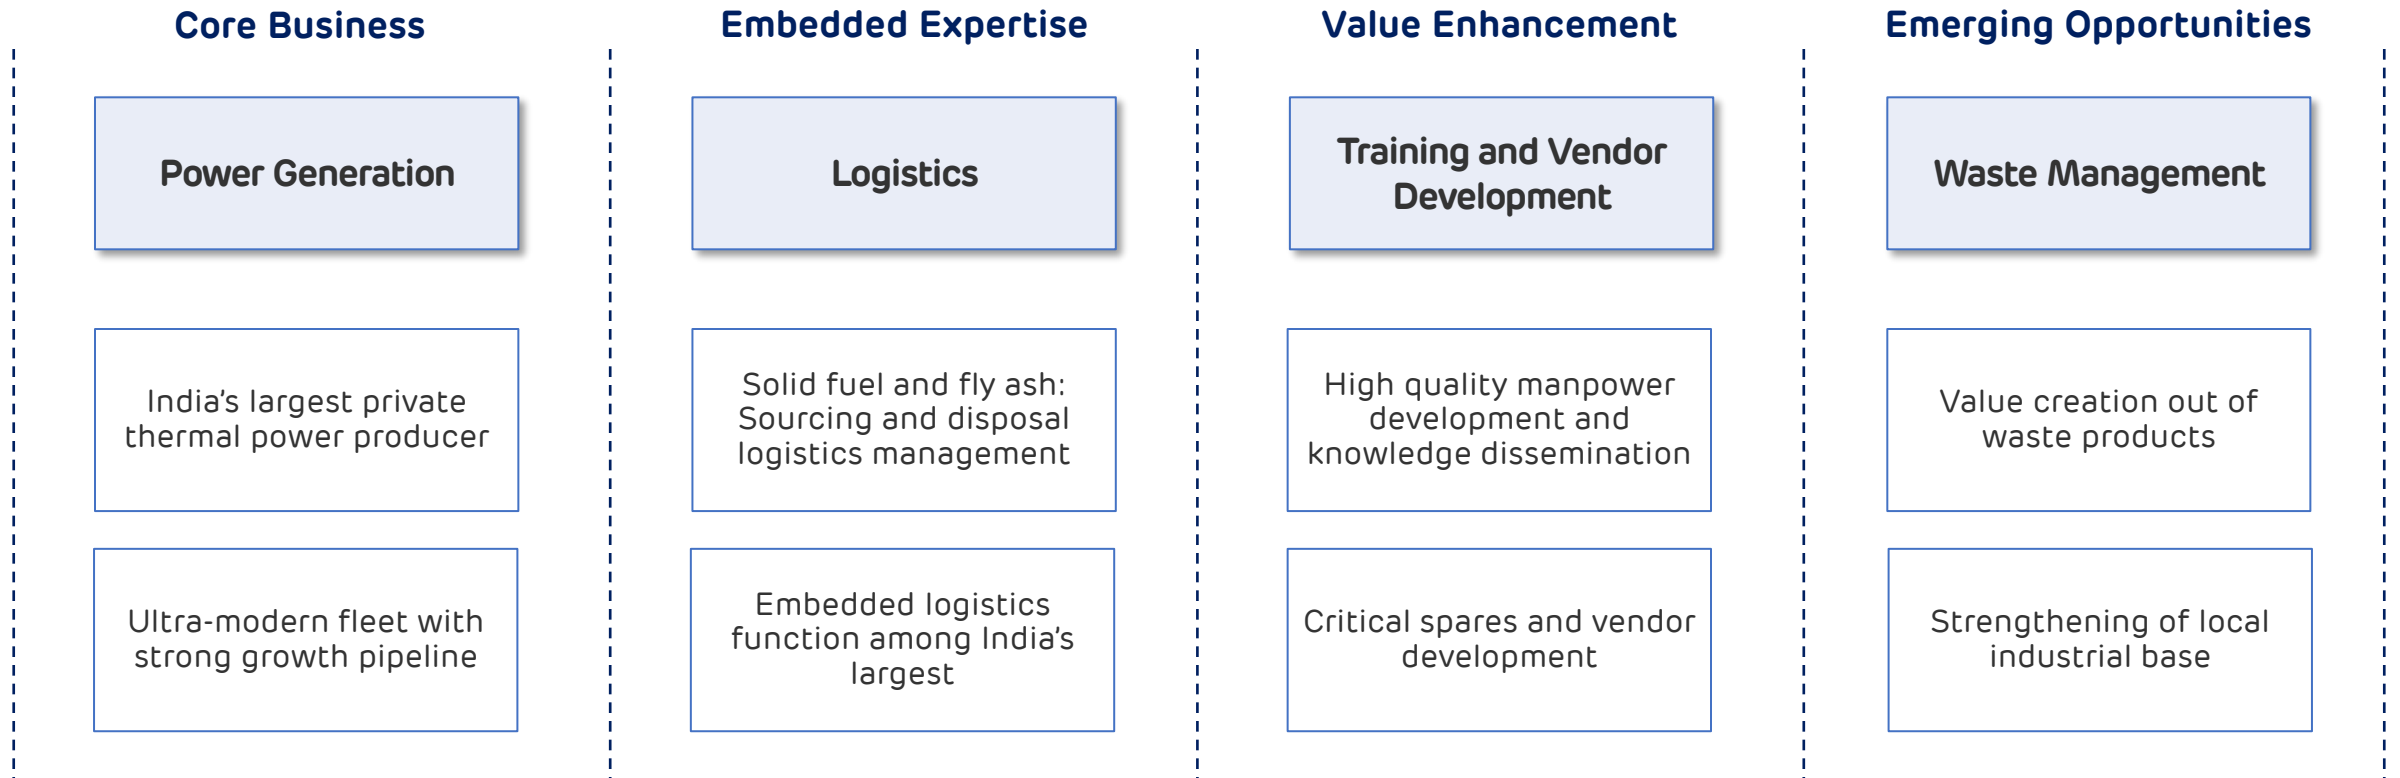 Core Business
Embedded Expertise
Value Enhancement
Emerging Opportunities
Power Generation
Logistics
Training and Vendor
Development
Waste Management
India's largest private
thermal power producer
Solid fuel and fly ash:
Sourcing and disposal
logistics management
High quality manpower
development and
knowledge dissemination
Value creation out of
waste products
Ultra-modern fleet with
strong growth pipeline
Embedded logistics
function among India's
largest
Critical spares and vendor
development
Strengthening of local
industrial base